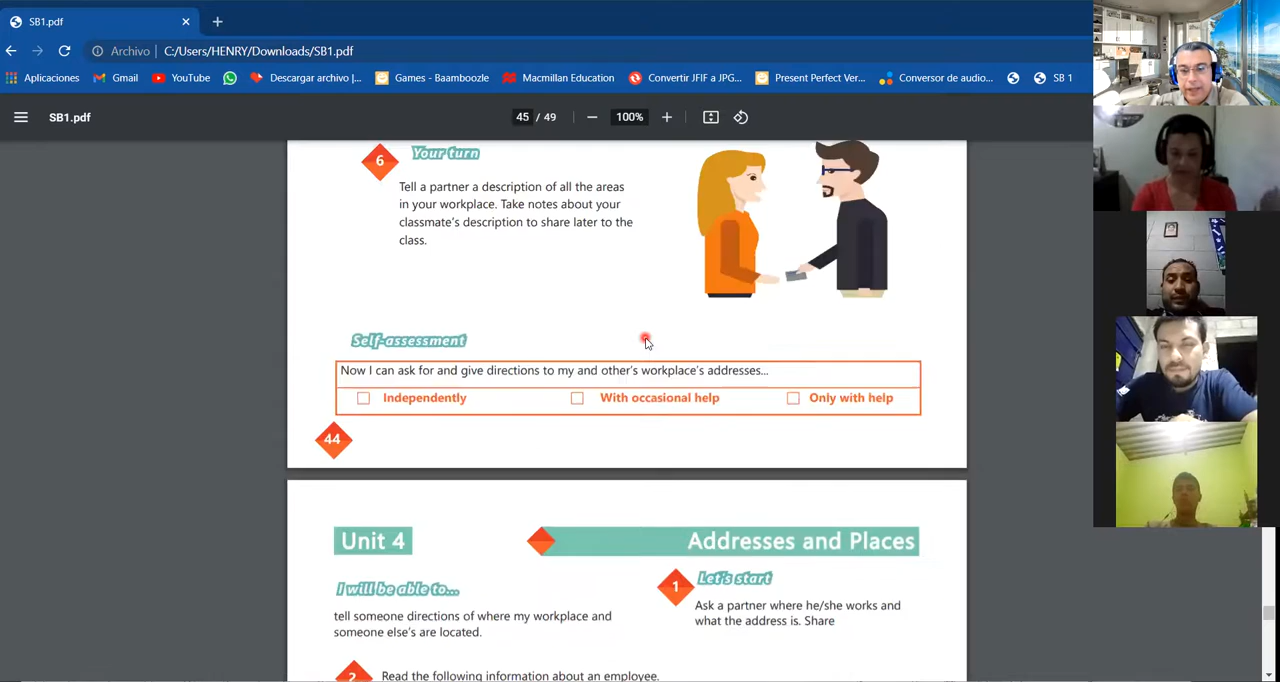 SB1.pdf
Archivo
C:/Users/HENRY/Downloads/SB1.pdf
Aplicaciones
Gmail
YouTube
Descargar archivo |...
Games - Baamboozle
Macmillan Education
Convertir JFIF a JPG...
Present Perfect Ver...
Conversor de audio...
SB 1
SB1.pdf
45 / 49
100%
6
Your turn
Tell a partner a description of all the areas
in your workplace. Take notes about your
classmate's description to share later to the
class.
Self-assessment
Now I can ask for and give directions to my and other's workplace's addresses...
Independently
With occasional help
Only with help
44
Unit 4
Addresses and Places
I will be able to...
tell someone directions of where my workplace and
someone else's are located.
1
Let's start
Ask a partner where he/she works and
what the address is. Share
2
Read the following information about an employee.